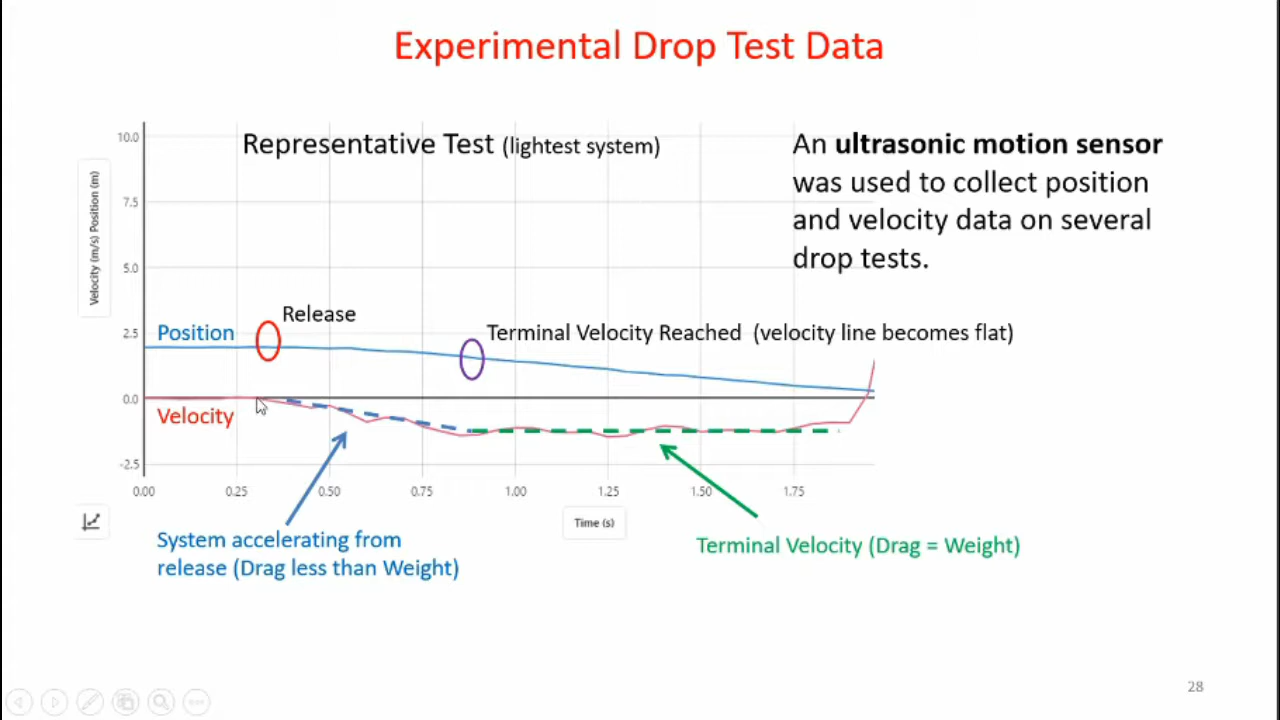 Experimental Drop Test Data
Representative Test (lightest system)
An ultrasonic motion sensor
was used to collect position
and velocity data on several
drop tests.
Velocity (m/s) Position (m)
10.0
7.5
5.0
2.5
0.0
-2.5
Position
Release
Terminal Velocity Reached (velocity line becomes flat)
Velocity
0.00 0.25 0.50 0.75 1.00 1.25 1.50 1.75
Time (s)
System accelerating from
release (Drag less than Weight)
Terminal Velocity (Drag = Weight)
28